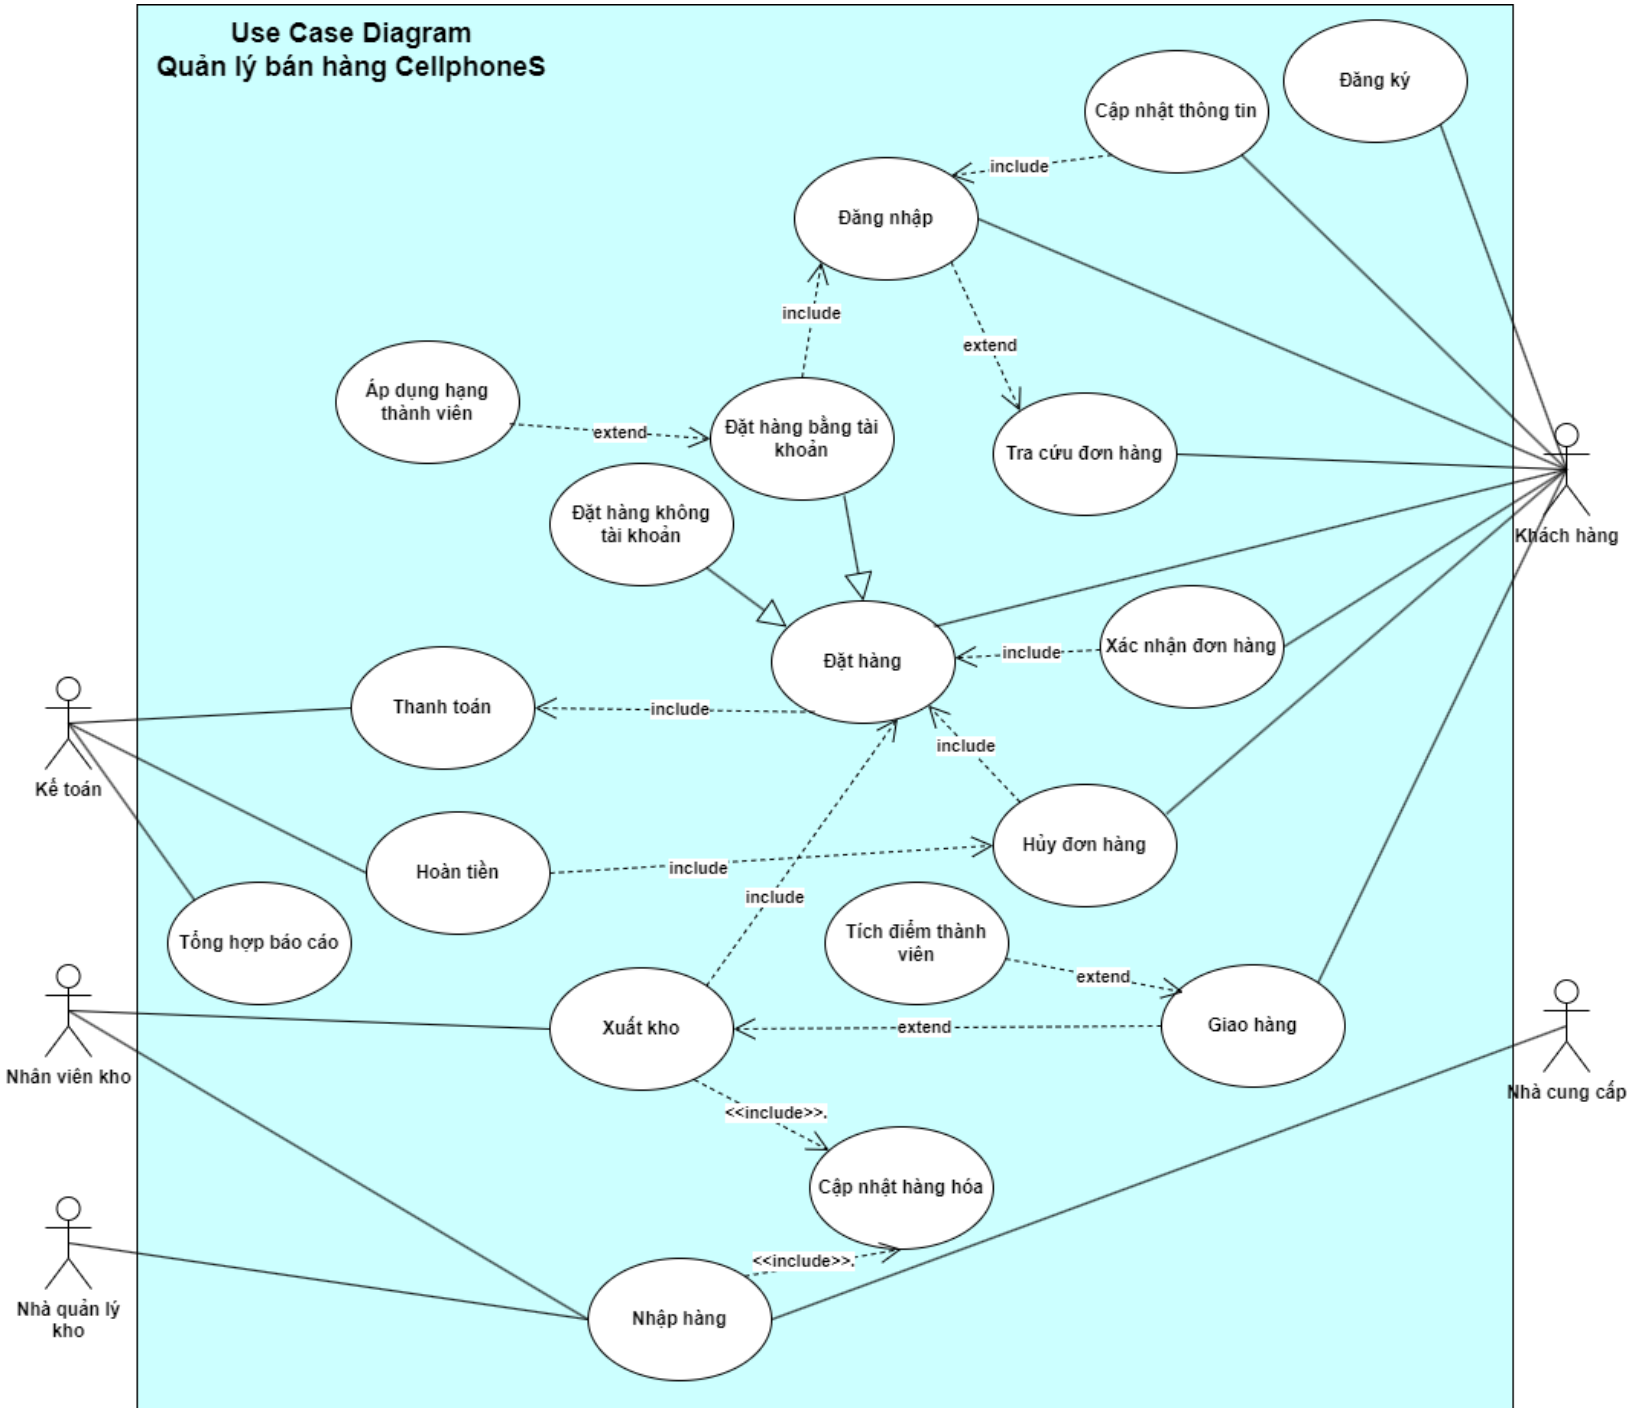 Use Case Diagram
Quản lý bán hàng CellphoneS
Đăng ký
Cập nhật thông tin
include
Đăng nhập
include
extend
Áp dụng hạng
thành viên
extend
Đặt hàng bằng tài
khoản
Tra cứu đơn hàng
Đặt hàng không
tài khoản
Khách hàng
Đặt hàng
include
Xác nhận đơn hàng
Thanh toán
include
include
Kế toán
Hoàn tiền
include
Hủy đơn hàng
include
Tổng hợp báo cáo
Tích điểm thành
viên
extend
Xuất kho
extend
Giao hàng
Nhân viên kho
Nhà cung cấp
<<include>>.
Cập nhật hàng hóa
<<include>>.
Nhà quản lý
kho
Nhập hàng